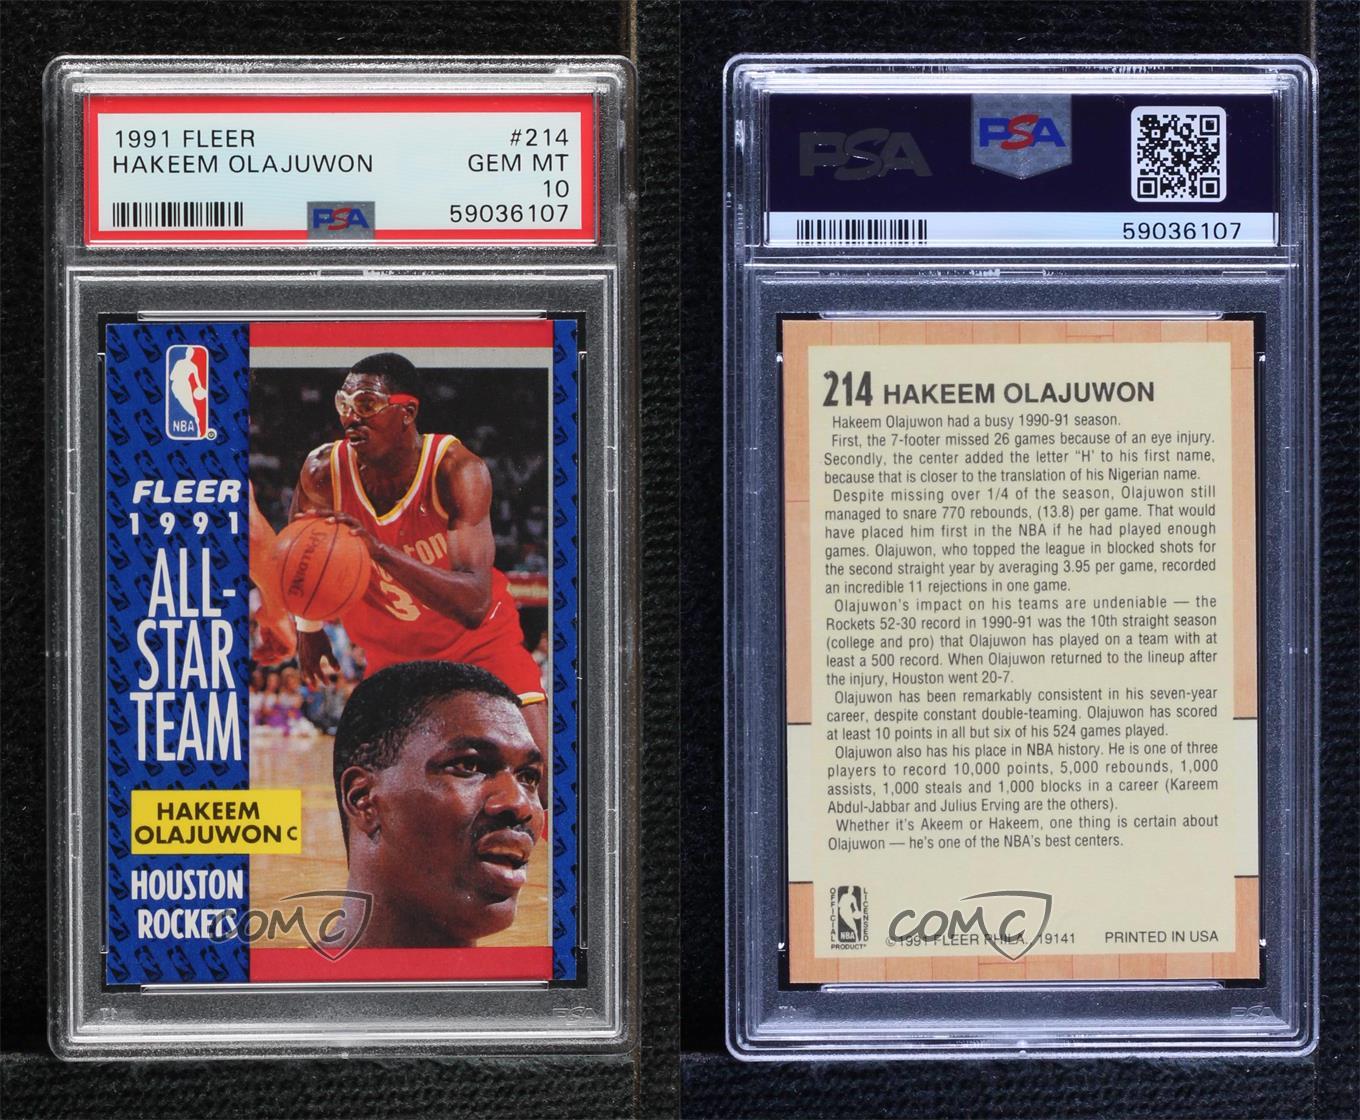 1991 FLEER #214
HAKEEM OLAJUWON GEM MT
10
PSA 59036107
NBA
FLEER
1991
ALL-
STAR
TEAM
HAKEEM
OLAJUWON C
HOUSTON
ROCKETS
SPALDING
COMC
PSA
PSA
59036107
214 HAKEEM OLAJUWON
Hakeem Olajuwon had a busy 1990-91 season.
First, the 7-footer missed 26 games because of an eye injury.
Secondly, the center added the letter "H' to his first name,
because that is closer to the translation of his Nigerian name.
Despite missing over 1/4 of the season, Olajuwon still
managed to snare 770 rebounds, (13.8) per game. That would
have placed him first in the NBA if he had played enough
games. Olajuwon, who topped the league in blocked shots for
the second straight year by averaging 3.95 per game, recorded
an incredible 11 rejections in one game.
Olajuwon's impact on his teams are undeniable — the
Rockets 52-30 record in 1990-91 was the 10th straight season
(college and pro) that Olajuwon has played on a team with at
least a 500 record. When Olajuwon returned to the lineup after
the injury, Houston went 20-7.
Olajuwon has been remarkably consistent in his seven-year
career, despite constant double-teaming. Olajuwon has scored
at least 10 points in all but six of his 524 games played.
Olajuwon also has his place in NBA history. He is one of three
players to record 10,000 points, 5,000 rebounds, 1,000
assists, 1,000 steals and 1,000 blocks in a career (Kareem
Abdul-Jabbar and Julius Erving are the others).
Whether it's Akeem or Hakeem, one thing is certain about
Olajuwon — he's one of the NBA's best centers.
OFFICIAL LICENSED
NBA
PRODUCT®
©1991 FLEER PHILA., 19141 PRINTED IN USA
COMC
PSA